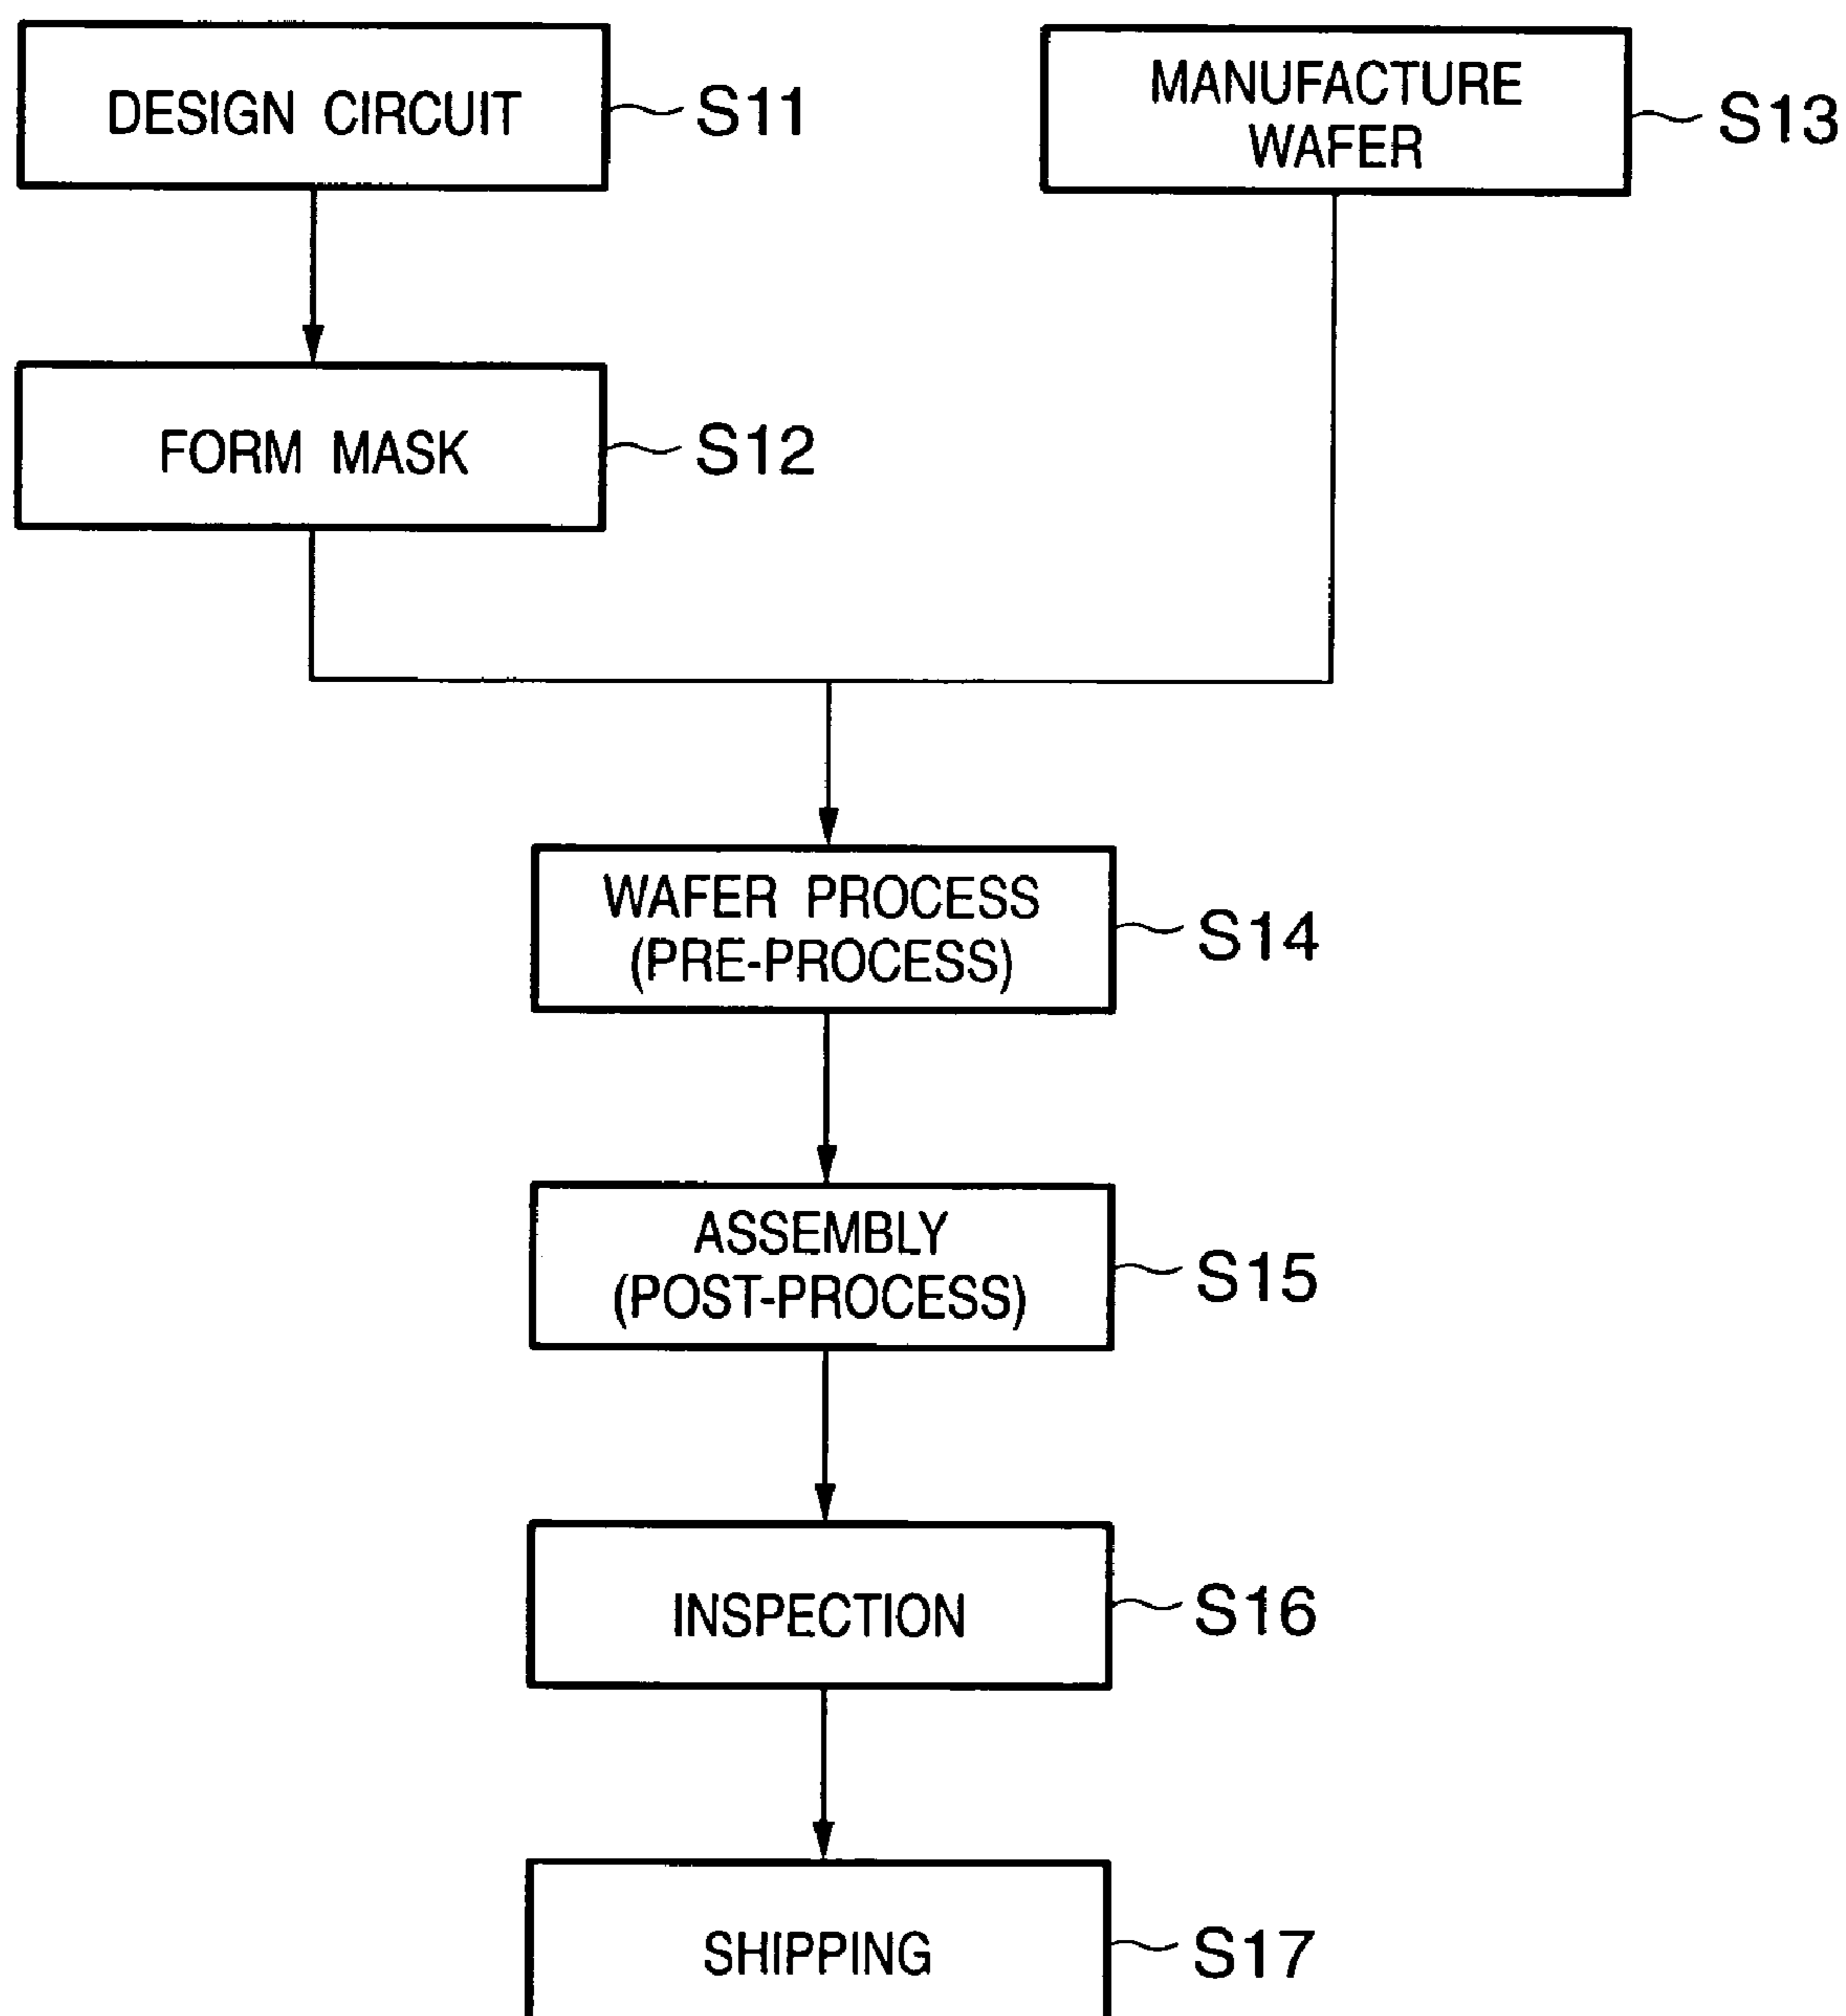 DESIGN CIRCUIT
S11
MANUFACTURE
WAFER
S13
FORM MASK
S12
WAFER PROCESS
(PRE-PROCESS)
S14
ASSEMBLY
(POST-PROCESS)
S15
INSPECTION
S16
SHIPPING
S17